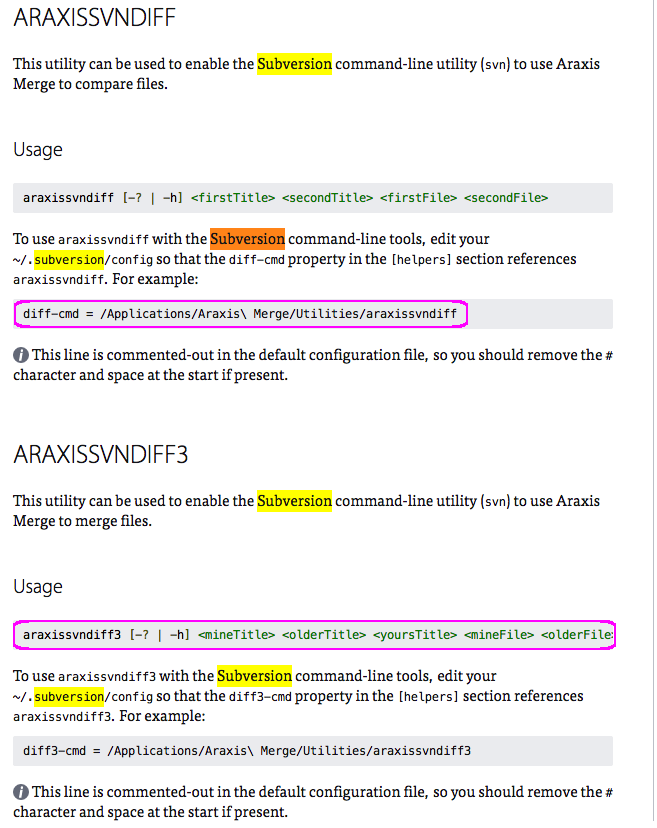 ARAXISSVNDIFF
This utility can be used to enable the Subversion command-line utility (svn) to use Araxis
Merge to compare files.
Usage
araxissvndiff [-? | -h] <firstTitle> <secondTitle> <firstFile> <secondFile>
To use araxissvndiff with the Subversion command-line tools, edit your
~/.subversion/config so that the diff-cmd property in the [helpers] section references
araxissvndiff. For example:
diff-cmd = /Applications/Araxis\ Merge/Utilities/araxissvndiff
i This line is commented-out in the default configuration file, so you should remove the #
character and space at the start if present.
ARAXISSVNDIFF3
This utility can be used to enable the Subversion command-line utility (svn) to use Araxis
Merge to merge files.
Usage
araxissvndiff3 [-? | -h] <mineTitle> <olderTitle> <yoursTitle> <mineFile> <olderFile>
To use araxissvndiff3 with the Subversion command-line tools, edit your
~/.subversion/config so that the diff3-cmd property in the [helpers] section references
araxissvndiff3. For example:
diff3-cmd = /Applications/Araxis\ Merge/Utilities/araxissvndiff3
i This line is commented-out in the default configuration file, so you should remove the #
character and space at the start if present.